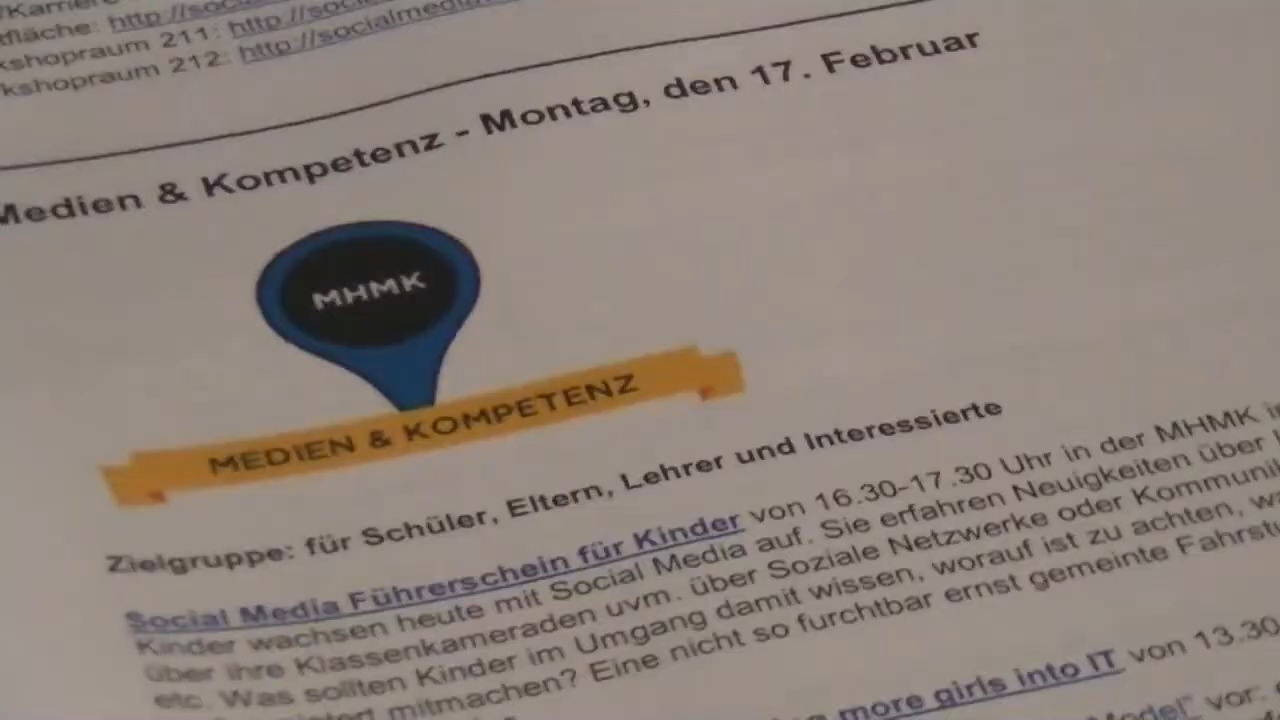 fläche: http://soc
kshopraum 211: http://soc
kshopraum 212: http://socialmedia
Medien & Kompetenz - Montag, den 17. Februar
MHMK
MEDIEN & KOMPETENZ
Zielgruppe: für Schüler, Eltern, Lehrer und Interessierte
Social Media Führerschein für Kinder von 16.30-17.30 Uhr in der MHMK i
Kinder wachsen heute mit Social Media auf. Sie erfahren Neuigkeiten über
über ihre Klassenkameraden uvm. über Soziale Netzwerke oder Kommuni
etc. Was sollten Kinder im Umgang damit wissen, worauf ist zu achten, w
mitmachen? Eine nicht so furchtbar ernst gemeinte Fahrst
more girls into IT von 13.30
Model" vor: